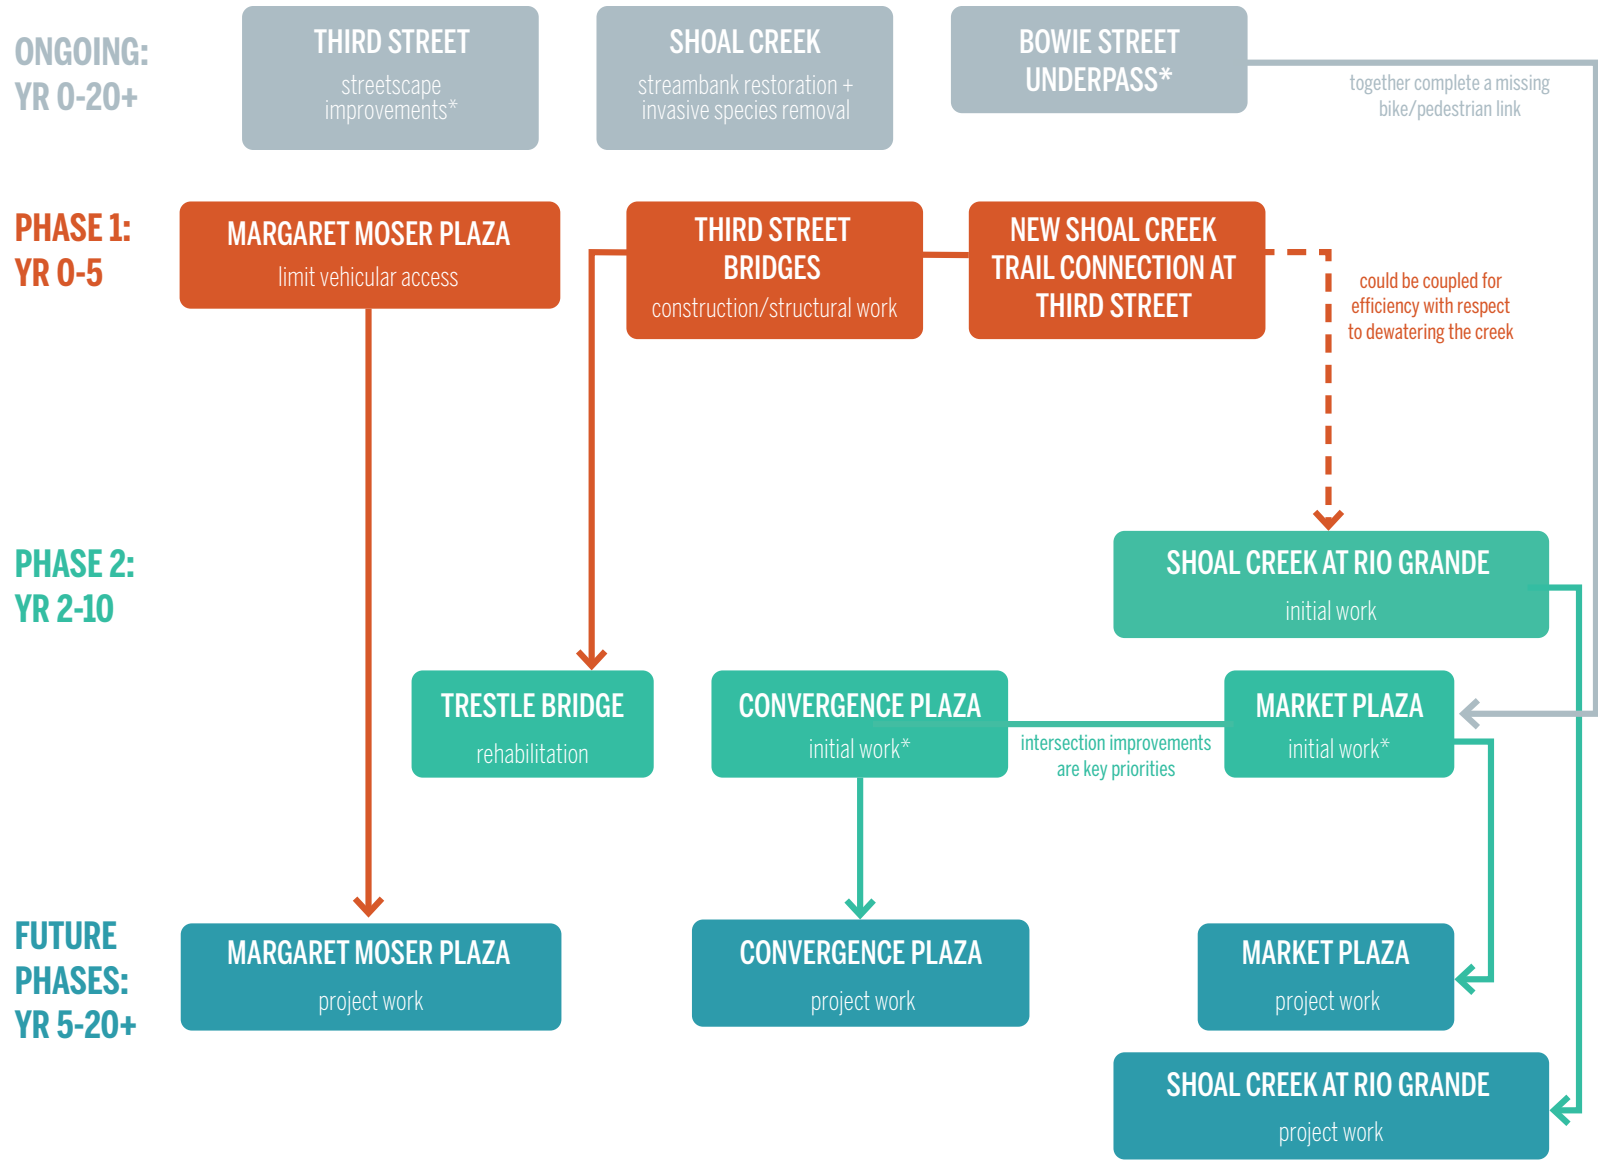 ONGOING:
YR 0-20+
THIRD STREET
streetscape
improvements*
SHOAL CREEK
streambank restoration +
invasive species removal
BOWIE STREET
UNDERPASS*
together complete a missing
bike/pedestrian link
PHASE 1:
YR 0-5
MARGARET MOSER PLAZA
limit vehicular access
THIRD STREET
BRIDGES
construction/structural work
NEW SHOAL CREEK
TRAIL CONNECTION AT
THIRD STREET
could be coupled for
efficiency with respect
to dewatering the creek
PHASE 2:
YR 2-10
SHOAL CREEK AT RIO GRANDE
initial work
TRESTLE BRIDGE
rehabilitation
CONVERGENCE PLAZA
initial work*
intersection improvements
are key priorities
MARKET PLAZA
initial work*
FUTURE
PHASES:
YR 5-20+
MARGARET MOSER PLAZA
project work
CONVERGENCE PLAZA
project work
MARKET PLAZA
project work
SHOAL CREEK AT RIO GRANDE
project work